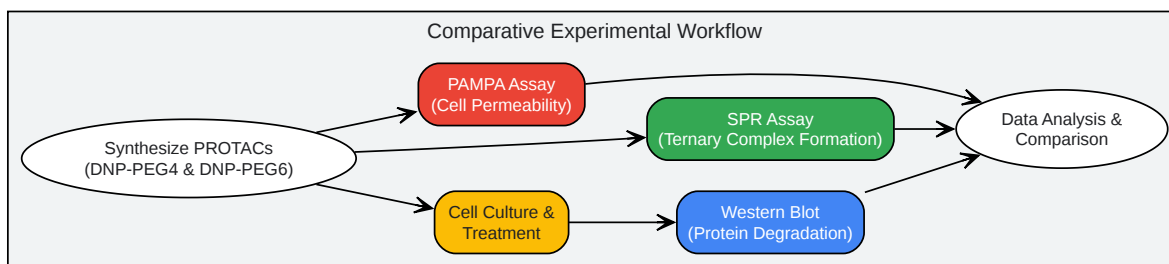 Comparative Experimental Workflow
PAMPA Assay
(Cell Permeability)
SPR Assay
(Ternary Complex Formation)
Data Analysis &
Comparison
Synthesize PROTACs
(DNP-PEG4 & DNP-PEG6)
Cell Culture &
Treatment
Western Blot
(Protein Degradation)